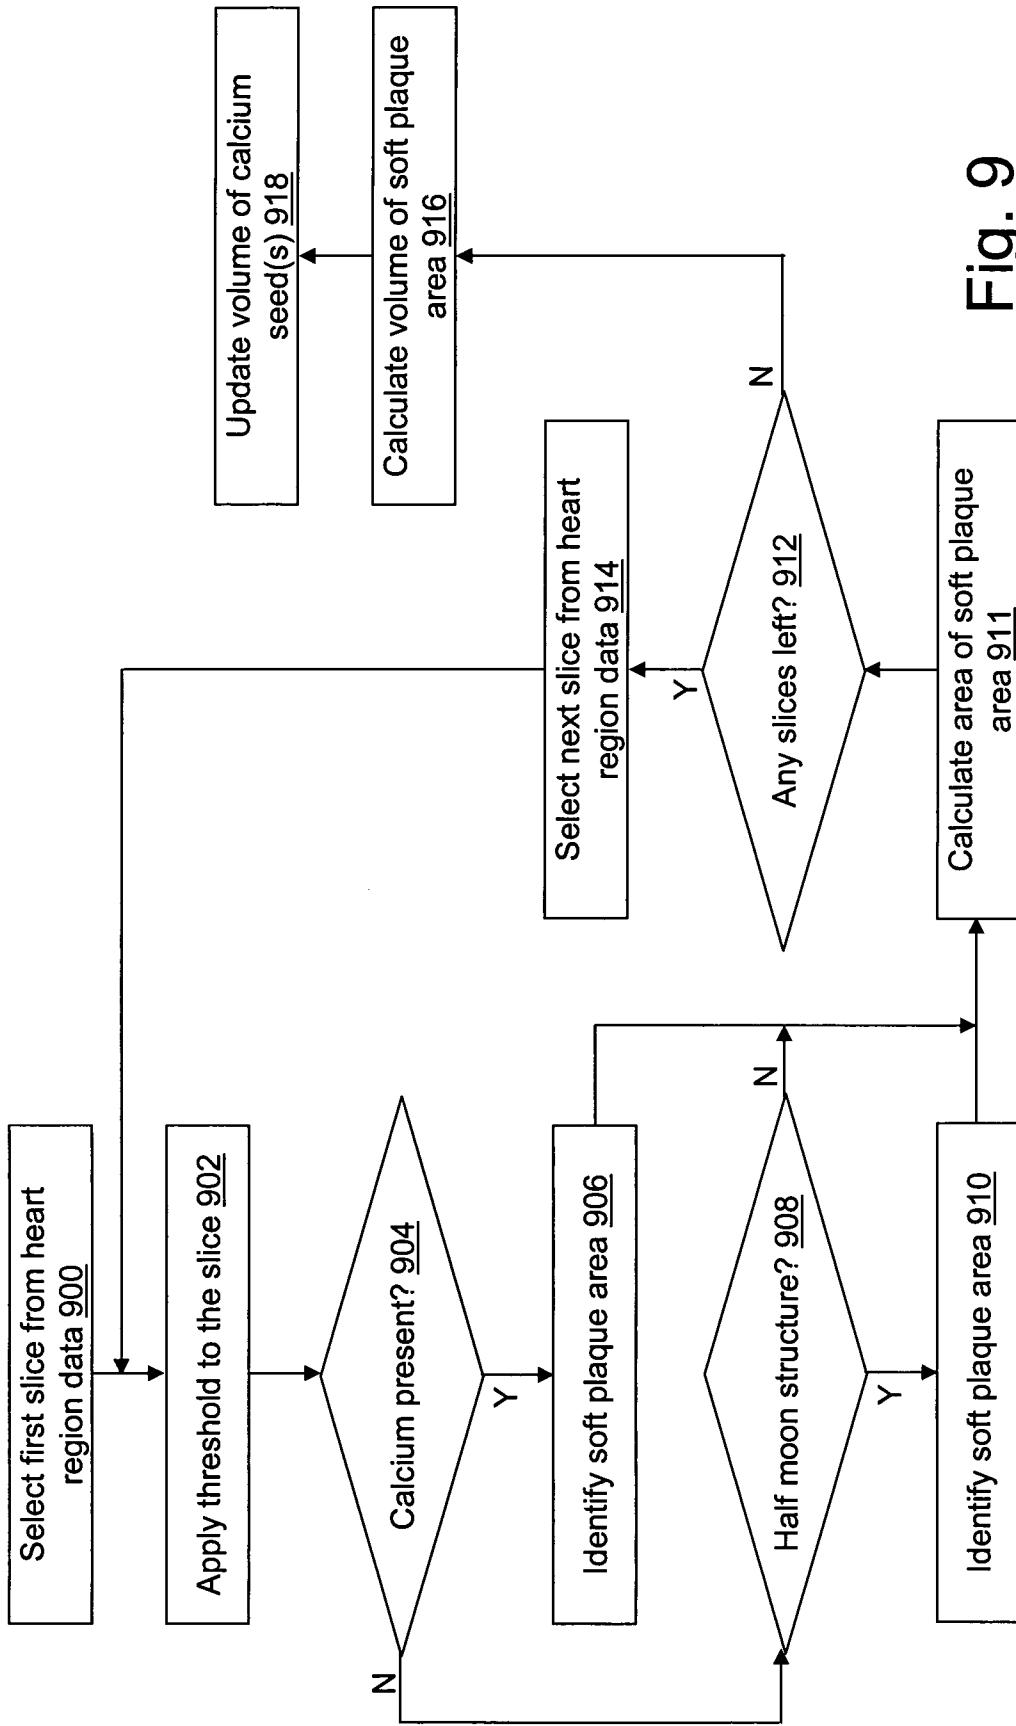 Select first slice from heart
region data 900
Apply threshold to the slice 902
Calcium present? 904
N
Y
Identify soft plaque area 906
Half moon structure? 908
N
Y
Identify soft plaque area 910
Calculate area of soft plaque
area 911
Any slices left? 912
Y
N
Select next slice from heart
region data 914
Calculate volume of soft plaque
area 916
Update volume of calcium
seed(s) 918
Fig. 9